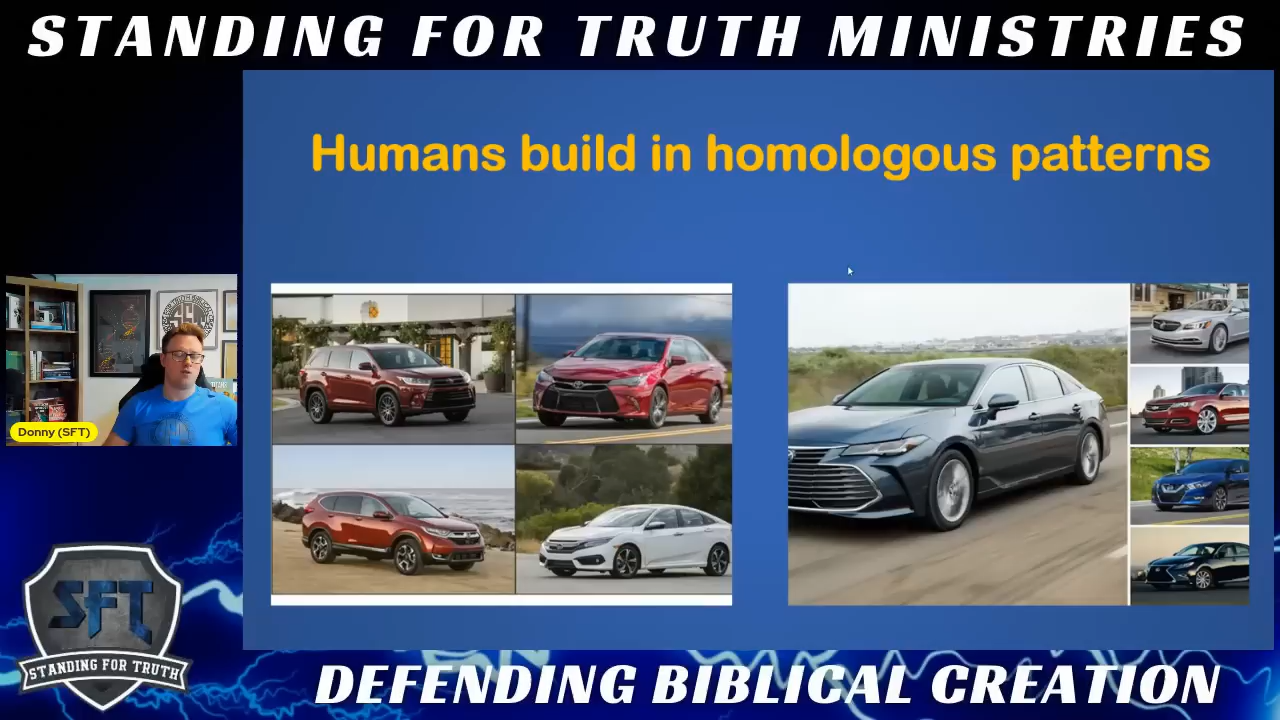 STANDING FOR TRUTH MINISTRIES
Humans build in homologous patterns
Donny (SFT)
SFT
STANDING FOR TRUTH
DEFENDING BIBLICAL CREATION